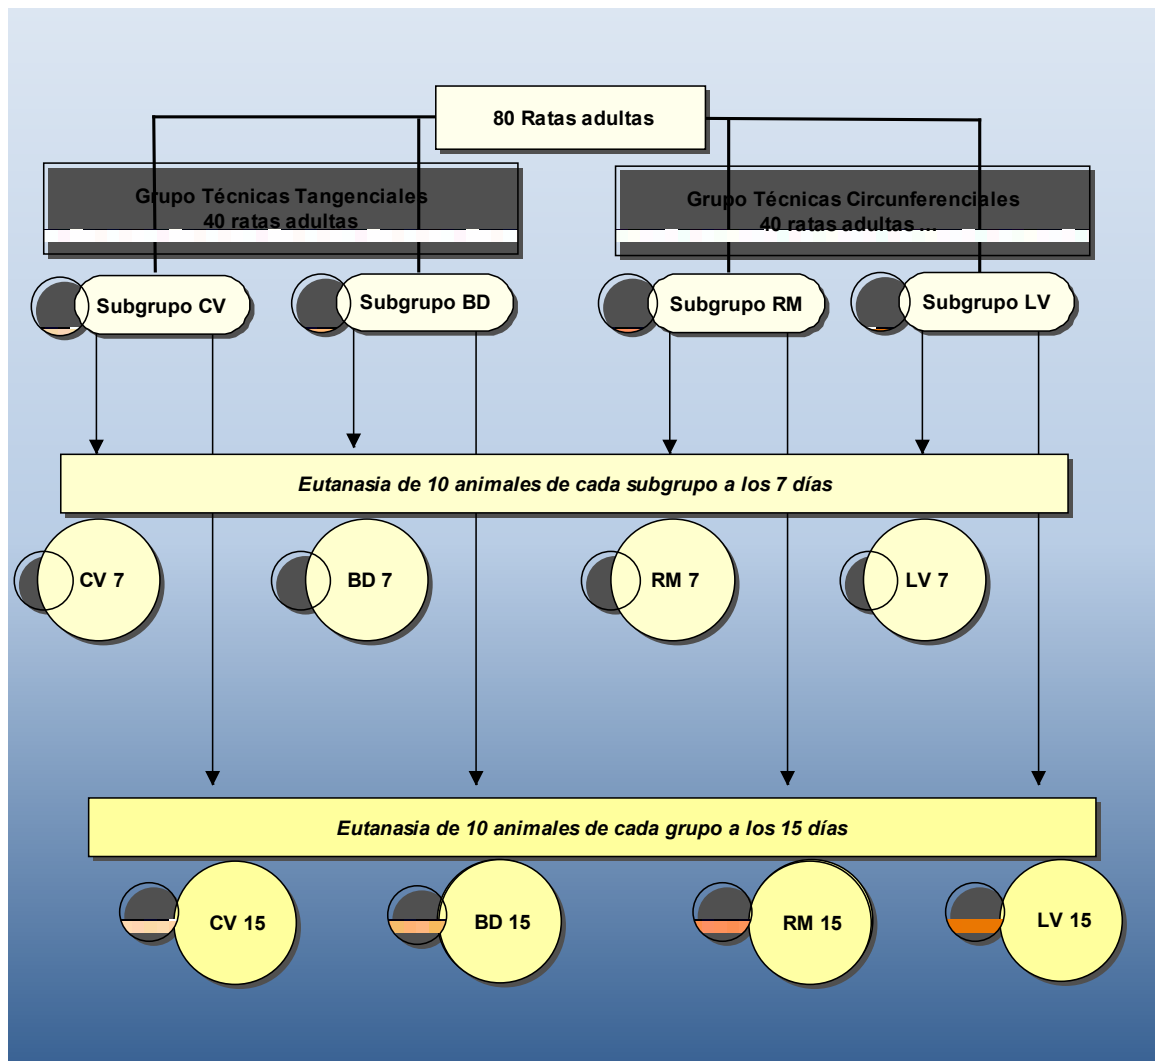 80 Ratas adultas
Grupo Técnicas Tangenciales
40 ratas adultas
Grupo Técnicas Circunferenciales
40 ratas adultas ...
Subgrupo CV
Subgrupo BD
Subgrupo RM
Subgrupo LV
Eutanasia de 10 animales de cada subgrupo a los 7 días
CV 7
BD 7
RM 7
LV 7
Eutanasia de 10 animales de cada grupo a los 15 días
CV 15
BD 15
RM 15
LV 15